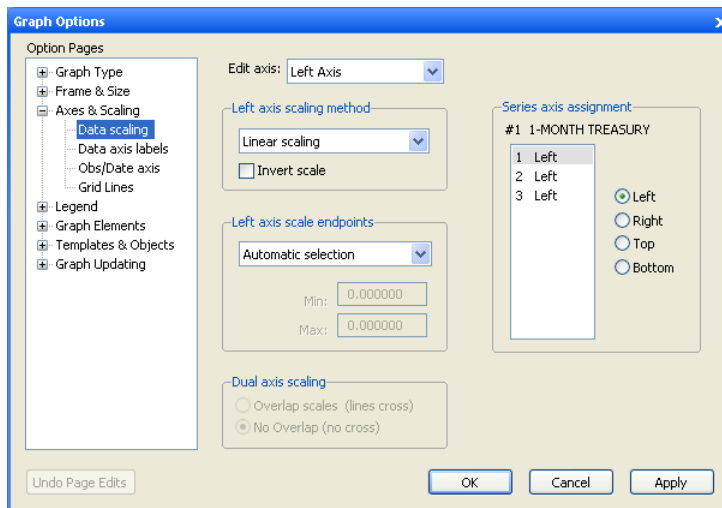 Graph Options
Option Pages
Graph Type
Frame & Size
Axes & Scaling
Data scaling
Data axis labels
Obs/Date axis
Grid Lines
Legend
Graph Elements
Templates & Objects
Graph Updating
Edit axis: Left Axis
Left axis scaling method
Linear scaling
Invert scale
Left axis scale endpoints
Automatic selection
Min: 0.000000
Max: 0.000000
Dual axis scaling
Overlap scales (lines cross)
No Overlap (no cross)
Series axis assignment
#1 1-MONTH TREASURY
1 Left
2 Left
3 Left
Left
Right
Top
Bottom
Undo Page Edits
OK
Cancel
Apply